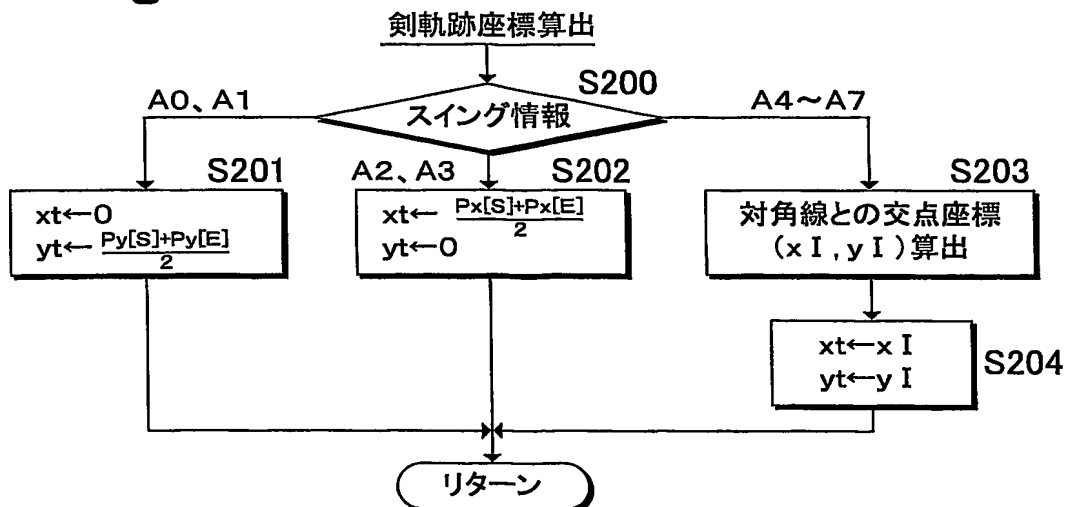 剣軌跡座標算出
S200
スイング情報
A0、A1
A2、A3
A4～A7
S201
xt←0
yt←Py[S]+Py[E]/2
S202
xt←Px[S]+Px[E]/2
yt←0
S203
対角線との交点座標
(xI,yI)算出
S204
xt←xI
yt←yI
リターン